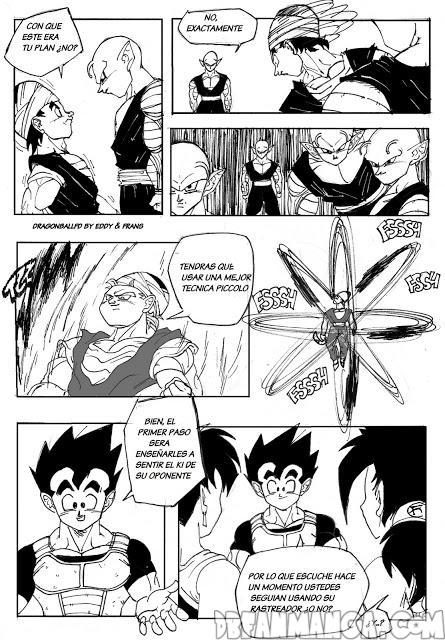 CON QUE
ESTE ERA
TU PLAN ¿NO?
NO,
EXACTAMENTE
DRAGONBALLFD BY EDDY & FRANS
TENDRAS QUE
USAR UNA MEJOR
TECNICA PICCOLO
FSSSH
FSSSH
FSSSH
FSSSH
BIEN, EL
PRIMER PASO
SERA
ENSEÑARLES A
SENTIR EL KI DE
SU OPONENTE
POR LO QUE ESCUCHE HACE
UN MOMENTO USTEDES
SEGUIAN USANDO SU
RASTREADOR ¿O NO?
DREAMMANGA.COM